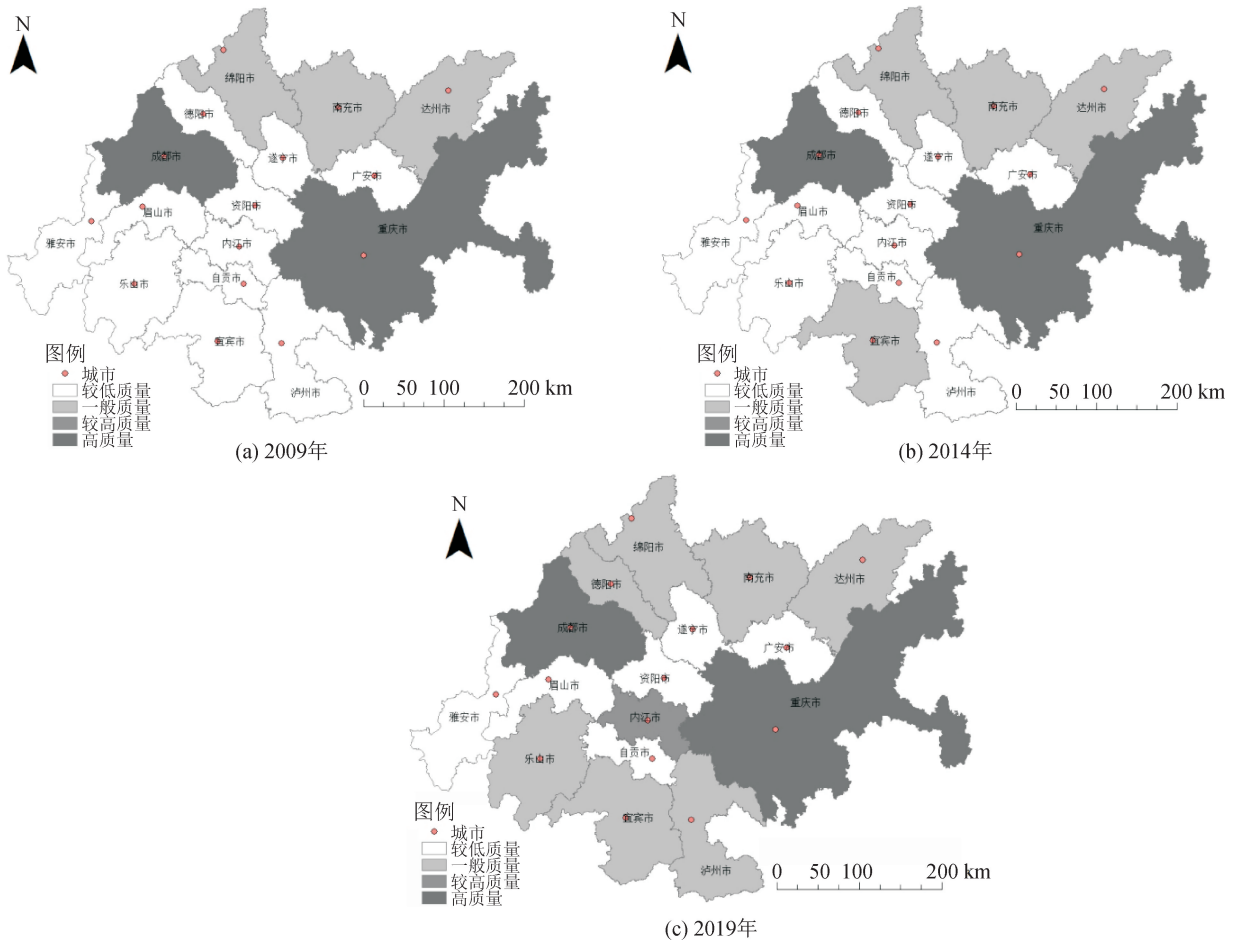 N
绵阳市
南充市
达州市
德阳市
成都市
遂宁市
广安市
眉山市
资阳市
重庆市
雅安市
内江市
乐山市
自贡市
宜宾市
泸州市
图例
城市
较低质量
一般质量
较高质量
高质量
0 50 100 200 km
(a) 2009年
N
绵阳市
南充市
达州市
德阳市
成都市
遂宁市
广安市
眉山市
资阳市
重庆市
雅安市
内江市
乐山市
自贡市
宜宾市
泸州市
图例
城市
较低质量
一般质量
较高质量
高质量
0 50 100 200 km
(b) 2014年
N
绵阳市
德阳市
南充市
达州市
成都市
遂宁市
广安市
眉山市
资阳市
重庆市
雅安市
内江市
乐山市
自贡市
宜宾市
泸州市
图例
城市
较低质量
一般质量
较高质量
高质量
0 50 100 200 km
(c) 2019年